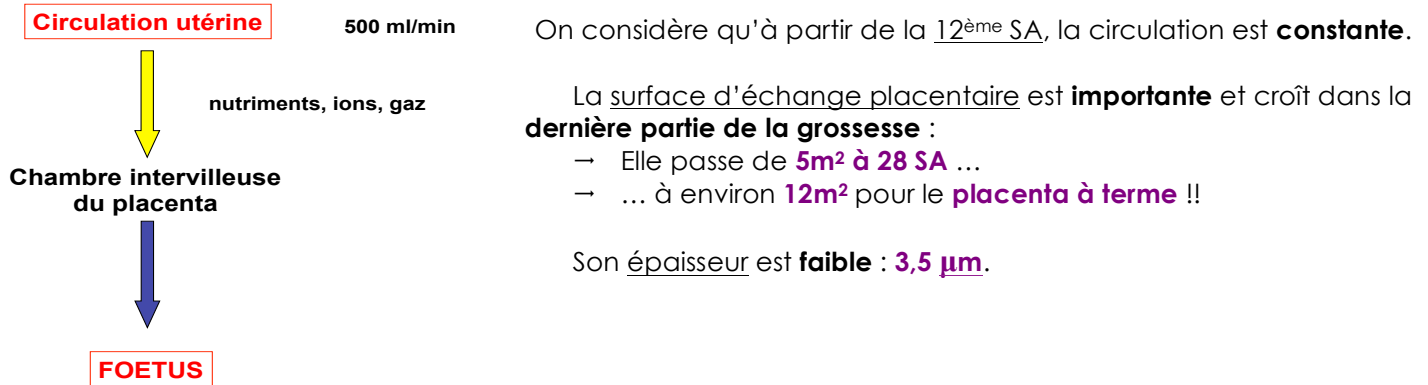 Circulation utérine
500 ml/min
nutriments, ions, gaz
Chambre intervilleuse
du placenta
FOETUS
On considère qu’à partir de la 12ème SA, la circulation est constante.
La surface d’échange placentaire est importante et croît dans la
dernière partie de la grossesse :
→ Elle passe de 5m² à 28 SA …
→ … à environ 12m² pour le placenta à terme !!
Son épaisseur est faible : 3,5 µm.